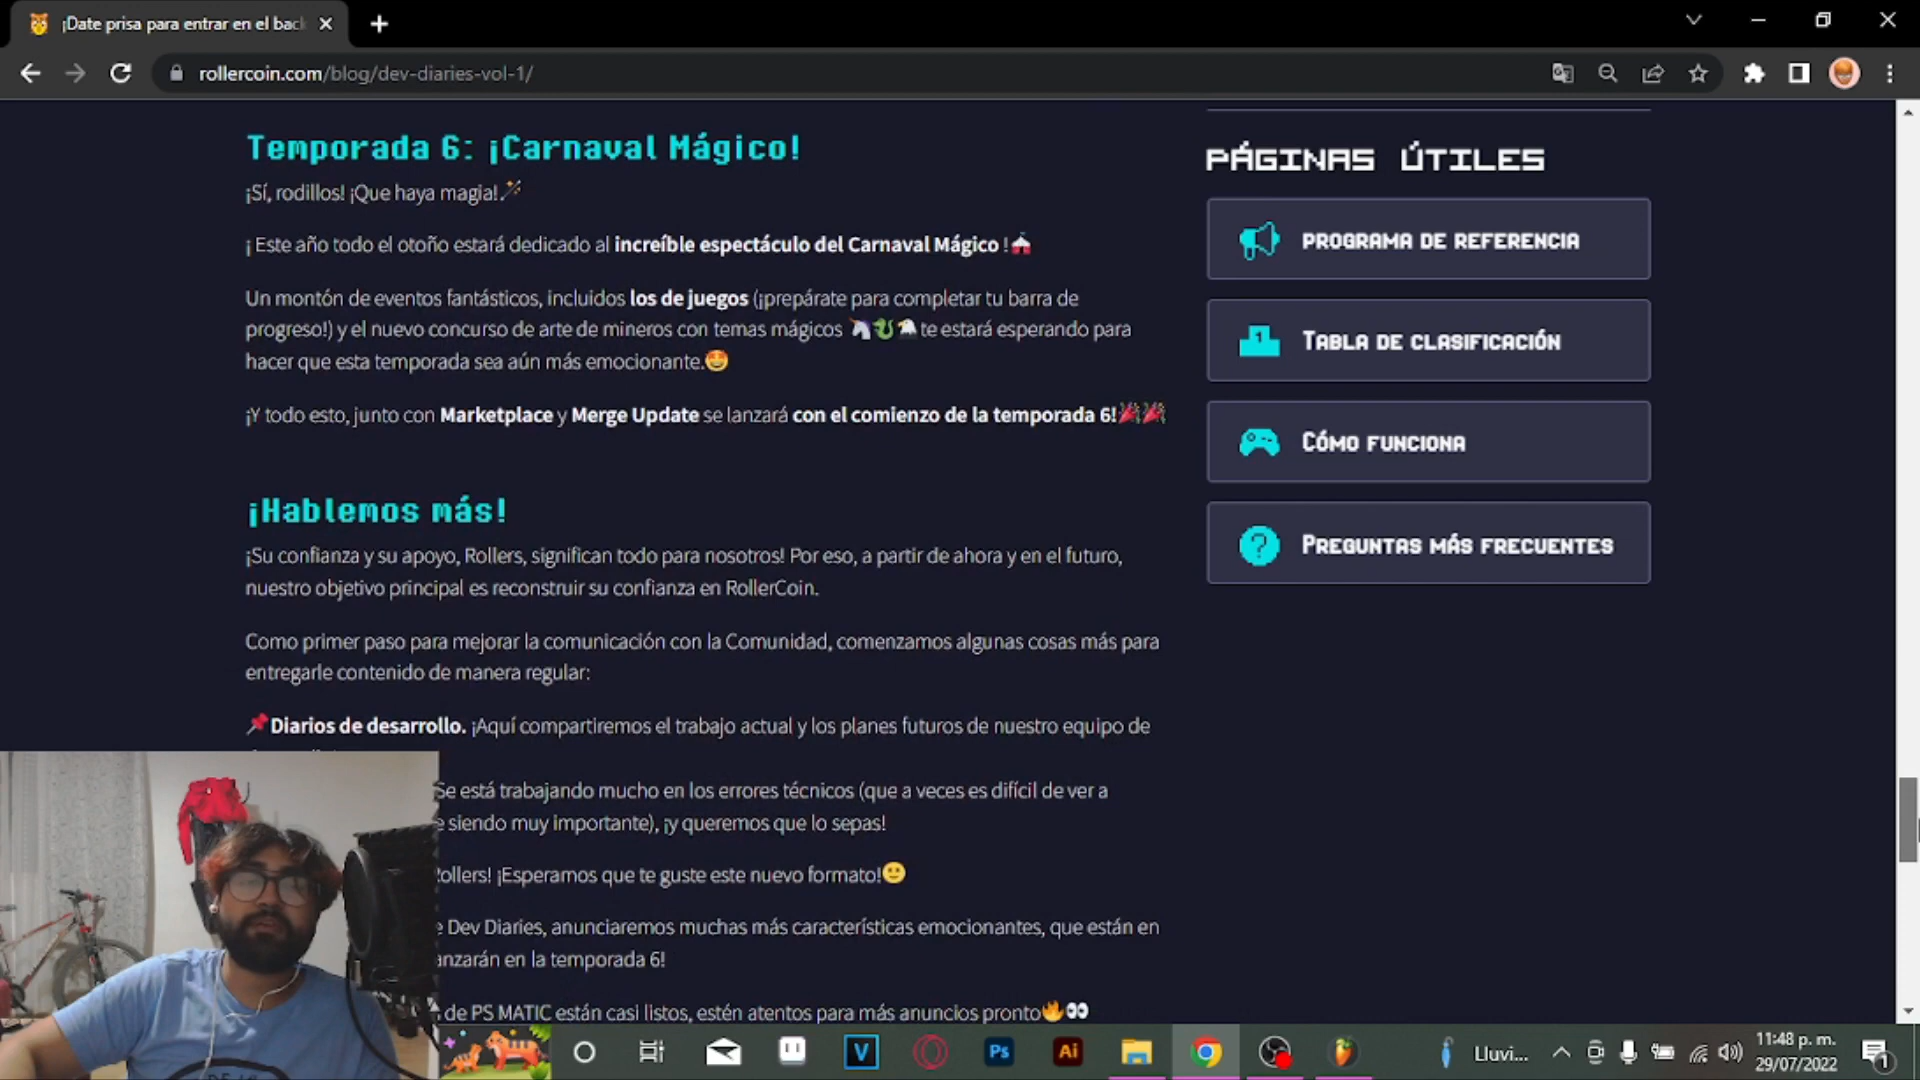 ¡Date prisa para entrar en el bac
rollercoin.com/blog/dev-diaries-vol-1/
Temporada 6: ¡Carnaval Mágico!
¡Sí, rodillos! ¡Que haya magia!🪄
¡ Este año todo el otoño estará dedicado al increíble espectáculo del Carnaval Mágico !🎪
Un montón de eventos fantásticos, incluidos los de juegos (¡prepárate para completar tu barra de
progreso!) y el nuevo concurso de arte de mineros con temas mágicos 🦄🐉🦅te estará esperando para
hacer que esta temporada sea aún más emocionante.🤩
¡Y todo esto, junto con Marketplace y Merge Update se lanzará con el comienzo de la temporada 6!🎉🎉
¡Hablemos más!
¡Su confianza y su apoyo, Rollers, significan todo para nosotros! Por eso, a partir de ahora y en el futuro,
nuestro objetivo principal es reconstruir su confianza en RollerCoin.
Como primer paso para mejorar la comunicación con la Comunidad, comenzamos algunas cosas más para
entregarle contenido de manera regular:
📌Diarios de desarrollo. ¡Aquí compartiremos el trabajo actual y los planes futuros de nuestro equipo de
Se está trabajando mucho en los errores técnicos (que a veces es difícil de ver a
e siendo muy importante), ¡y queremos que lo sepas!
Rollers! ¡Esperamos que te guste este nuevo formato!🙂
e Dev Diaries, anunciaremos muchas más características emocionantes, que están en
anzarán en la temporada 6!
de PS MATIC están casi listos, estén atentos para más anuncios pronto🔥👀
PÁGINAS ÚTILES
PROGRAMA DE REFERENCIA
1
TABLA DE CLASIFICACIÓN
CÓMO FUNCIONA
?
PREGUNTAS MÁS FRECUENTES
V
Ps
Ai
Lluvi...
11:48 p. m.
29/07/2022
1